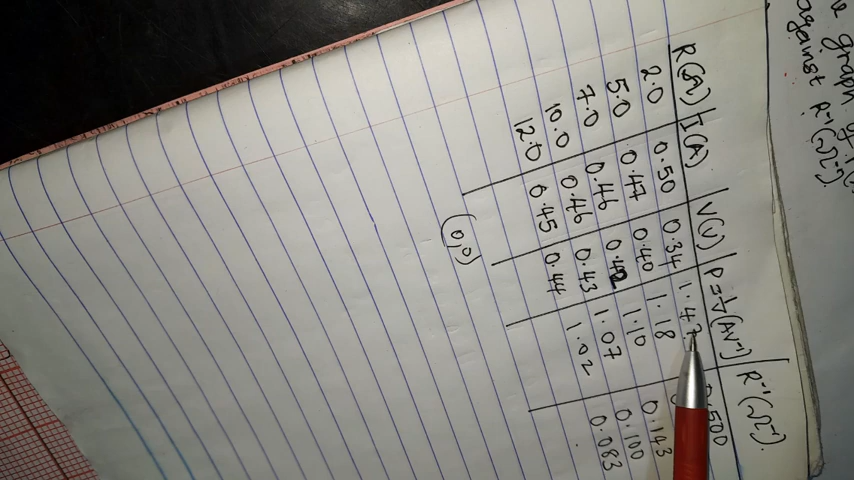 graph of
against R⁻¹(Ω⁻¹).
R(Ω) | I(A) | V(V) | P=I/V(AV⁻¹) | R⁻¹(Ω⁻¹).
2.0 0.50 0.34 1.47 0.500
5.0 0.47 0.40 1.18
7.0 0.46 0.42 1.10 0.143
10.0 0.46 0.43 1.07 0.100
12.0 0.45 0.44 1.02 0.083
(0,0)